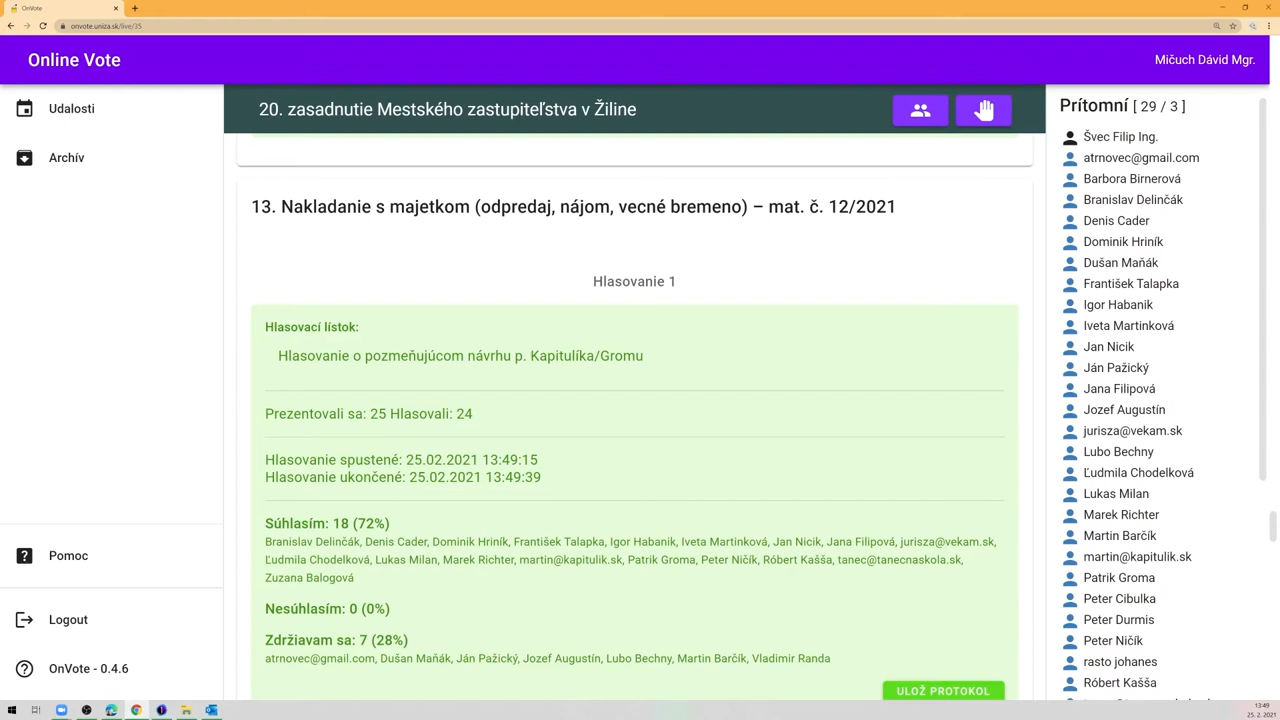 OnVote
onvote.uniza.sk/live/35
Online Vote
Mičuch Dávid Mgr.
Udalosti
Archív
Pomoc
Logout
OnVote - 0.4.6
20. zasadnutie Mestského zastupiteľstva v Žiline
13. Nakladanie s majetkom (odpredaj, nájom, vecné bremeno) – mat. č. 12/2021
Hlasovanie 1
Hlasovací lístok:
Hlasovanie o pozmeňujúcom návrhu p. Kapitulíka/Gromu
Prezentovali sa: 25 Hlasovali: 24
Hlasovanie spustené: 25.02.2021 13:49:15
Hlasovanie ukončené: 25.02.2021 13:49:39
Súhlasím: 18 (72%)
Branislav Delinčák, Denis Cader, Dominik Hriník, František Talapka, Igor Habanik, Iveta Martinková, Jan Nicík, Jana Filipová, jurisza@vekam.sk,
Ľudmila Chodelková, Lukas Milan, Marek Richter, martin@kapitulik.sk, Patrik Groma, Peter Ničík, Róbert Kašša, tanec@tanecnaskola.sk,
Zuzana Balogová
Nesúhlasím: 0 (0%)
Zdržiavam sa: 7 (28%)
atrnovec@gmail.com, Dušan Maňák, Ján Pažický, Jozef Augustín, Lubo Bechny, Martin Barčík, Vladimir Randa
ULOŽ PROTOKOL
Prítomní [ 29 / 3 ]
Švec Filip Ing.
atrnovec@gmail.com
Barbora Birnerová
Branislav Delinčák
Denis Cader
Dominik Hriník
Dušan Maňák
František Talapka
Igor Habanik
Iveta Martinková
Jan Nicík
Ján Pažický
Jana Filipová
Jozef Augustín
jurisza@vekam.sk
Lubo Bechny
Ľudmila Chodelková
Lukas Milan
Marek Richter
Martin Barčík
martin@kapitulik.sk
Patrik Groma
Peter Cibulka
Peter Durmis
Peter Ničík
rasto johanes
Róbert Kašša
13:49
25. 2. 2021